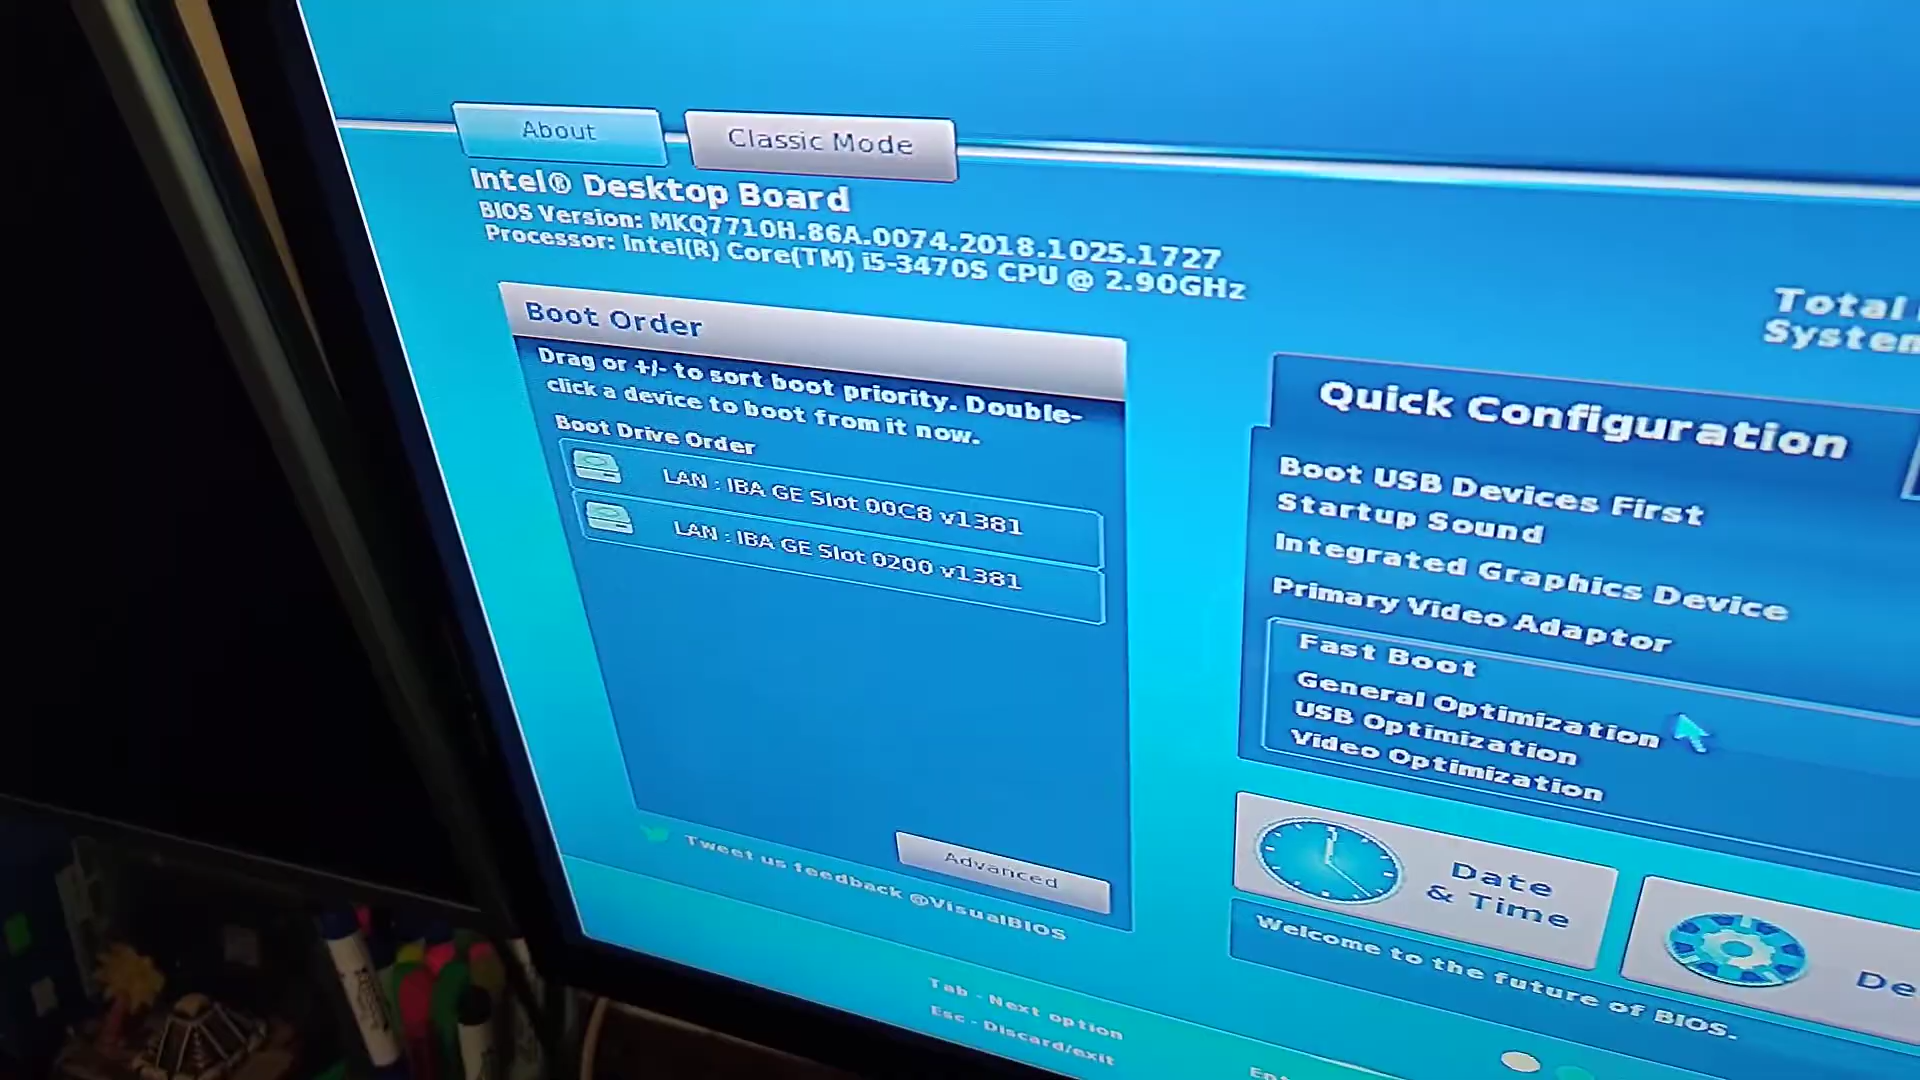 About
Classic Mode
Intel® Desktop Board
BIOS Version: MKQ7710H.86A.0074.2018.1025.1727
Processor: Intel(R) Core(TM) i5-3470S CPU @ 2.90GHz
Total
System
Boot Order
Drag or +/- to sort boot priority. Double-
click a device to boot from it now.
Boot Drive Order
LAN : IBA GE Slot 00C8 v1381
LAN : IBA GE Slot 0200 v1381
Advanced
Tweet us feedback @VisualBIOS
Quick Configuration
Boot USB Devices First
Startup Sound
Integrated Graphics Device
Primary Video Adaptor
Fast Boot
General Optimization
USB Optimization
Video Optimization
Date
& Time
De
Welcome to the future of BIOS.
Tab - Next option
Esc - Discard/exit